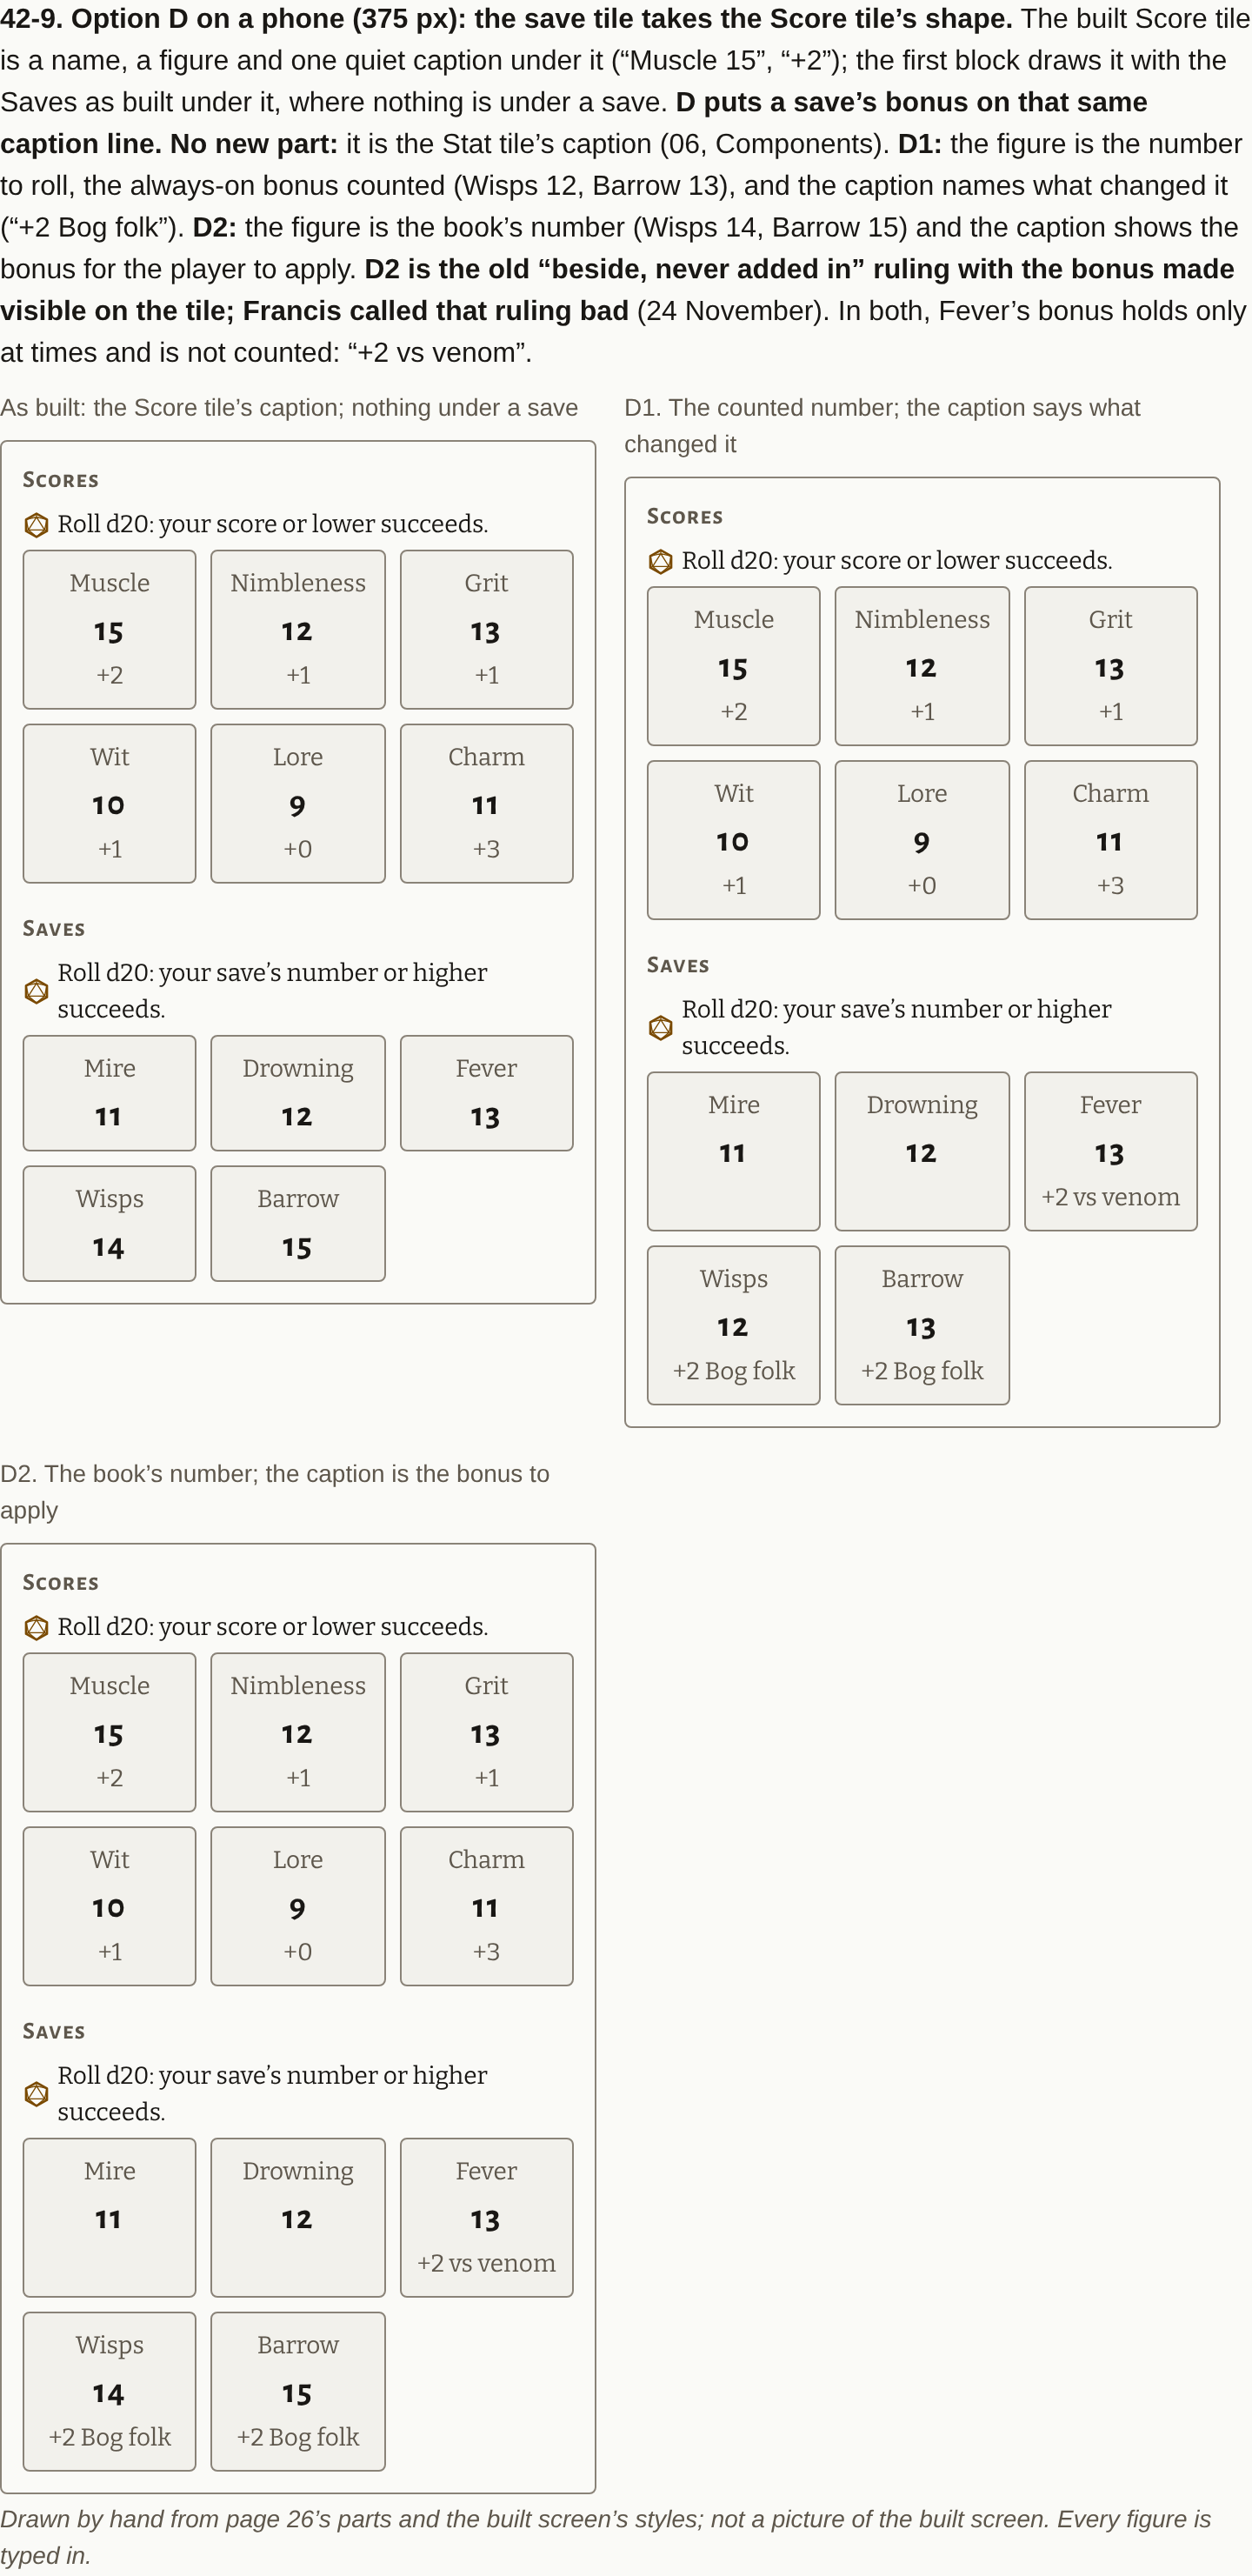 42-9. Option D on a phone (375 px): the save tile takes the Score tile’s shape. The built Score tile
is a name, a figure and one quiet caption under it (“Muscle 15”, “+2”); the first block draws it with the
Saves as built under it, where nothing is under a save. D puts a save’s bonus on that same
caption line. No new part: it is the Stat tile’s caption (06, Components). D1: the figure is the number
to roll, the always-on bonus counted (Wisps 12, Barrow 13), and the caption names what changed it
(“+2 Bog folk”). D2: the figure is the book’s number (Wisps 14, Barrow 15) and the caption shows the
bonus for the player to apply. D2 is the old “beside, never added in” ruling with the bonus made
visible on the tile; Francis called that ruling bad (24 November). In both, Fever’s bonus holds only
at times and is not counted: “+2 vs venom”.
As built: the Score tile’s caption; nothing under a save
Scores
Roll d20: your score or lower succeeds.
Muscle Nimbleness Grit
15 12 13
+2 +1 +1
Wit Lore Charm
10 9 11
+1 +0 +3
Saves
Roll d20: your save’s number or higher
succeeds.
Mire Drowning Fever
11 12 13
Wisps Barrow
14 15
D1. The counted number; the caption says what
changed it
Scores
Roll d20: your score or lower succeeds.
Muscle Nimbleness Grit
15 12 13
+2 +1 +1
Wit Lore Charm
10 9 11
+1 +0 +3
Saves
Roll d20: your save’s number or higher
succeeds.
Mire Drowning Fever
11 12 13
+2 vs venom
Wisps Barrow
12 13
+2 Bog folk +2 Bog folk
D2. The book’s number; the caption is the bonus to
apply
Scores
Roll d20: your score or lower succeeds.
Muscle Nimbleness Grit
15 12 13
+2 +1 +1
Wit Lore Charm
10 9 11
+1 +0 +3
Saves
Roll d20: your save’s number or higher
succeeds.
Mire Drowning Fever
11 12 13
+2 vs venom
Wisps Barrow
14 15
+2 Bog folk +2 Bog folk
Drawn by hand from page 26’s parts and the built screen’s styles; not a picture of the built screen. Every figure is
typed in.